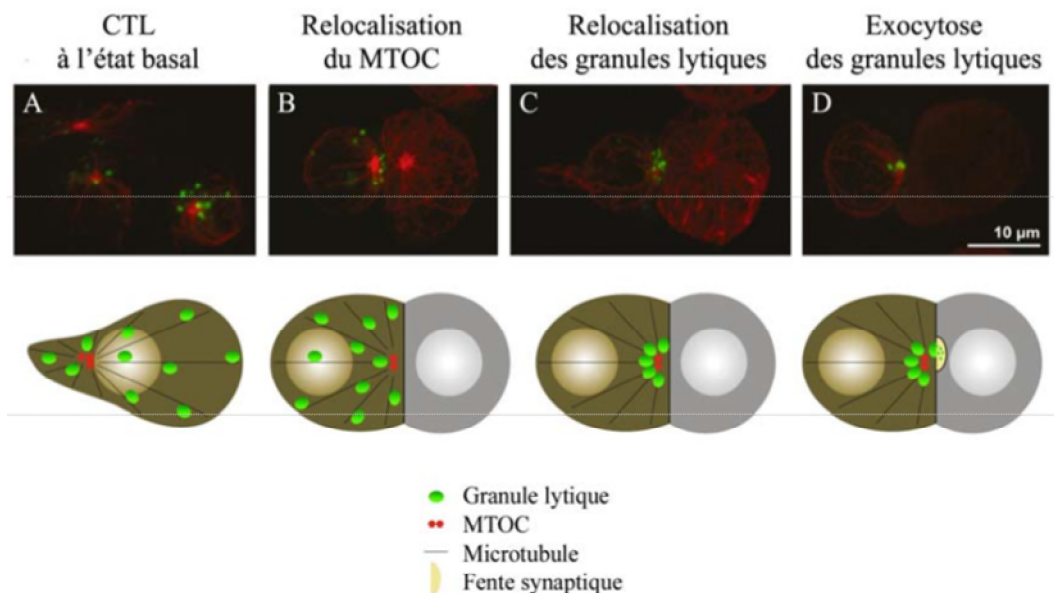 CTL
à l'état basal
Relocalisation
du MTOC
Relocalisation
des granules lytiques
Exocytose
des granules lytiques
A
B
C
D
10 µm
Granule lytique
MTOC
Microtubule
Fente synaptique